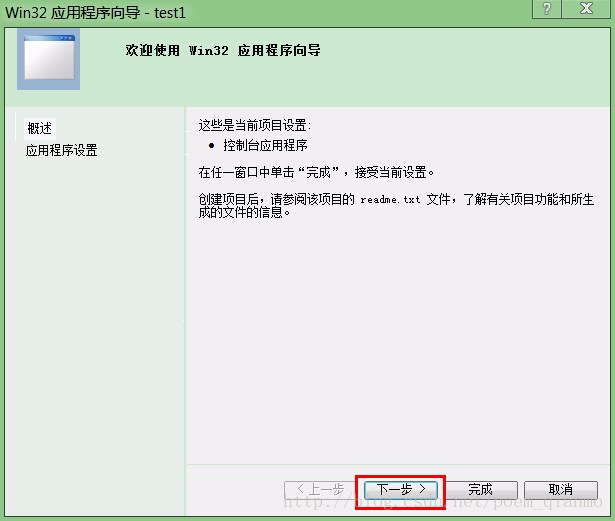 Win32 应用程序向导 - test1
?
X
欢迎使用 Win32 应用程序向导
概述
应用程序设置
这些是当前项目设置:
• 控制台应用程序
在任一窗口中单击“完成”，接受当前设置。
创建项目后，请参阅该项目的 readme.txt 文件，了解有关项目功能和所生
成的文件的信息。
< 上一步
下一步 >
完成
取消
http://blog.csdn.net/poem_qianmo